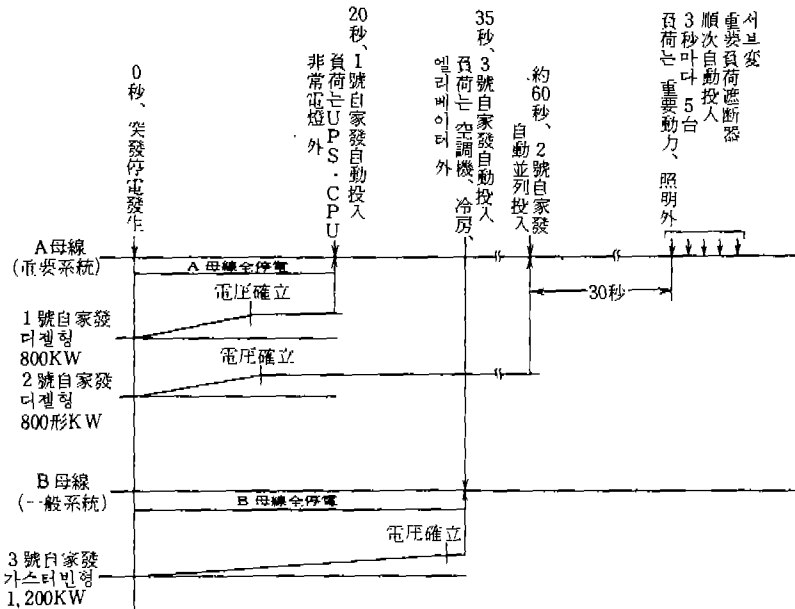 0秒、突發停電發生
20秒、1號自家發自動投入
負荷는 UPS·CPU
非常電燈 外
35秒、3號自家發自動投入
負荷는 空調機、冷房、
엘리베이터 外
約60秒、2號自家發
自動並列投入
서브變
重要負荷遮斷器
順次自動投入
3秒마다 5台
負荷는 重要動力、照明外
A母線
(重要系統)
A母線全停電
電圧確立
30秒
1號自家發
디젤형
800KW
電圧確立
2號自家發
디젤형
800形KW
B母線
(一般系統)
B母線全停電
電圧確立
3號自家發
가스터빈형
1,200KW